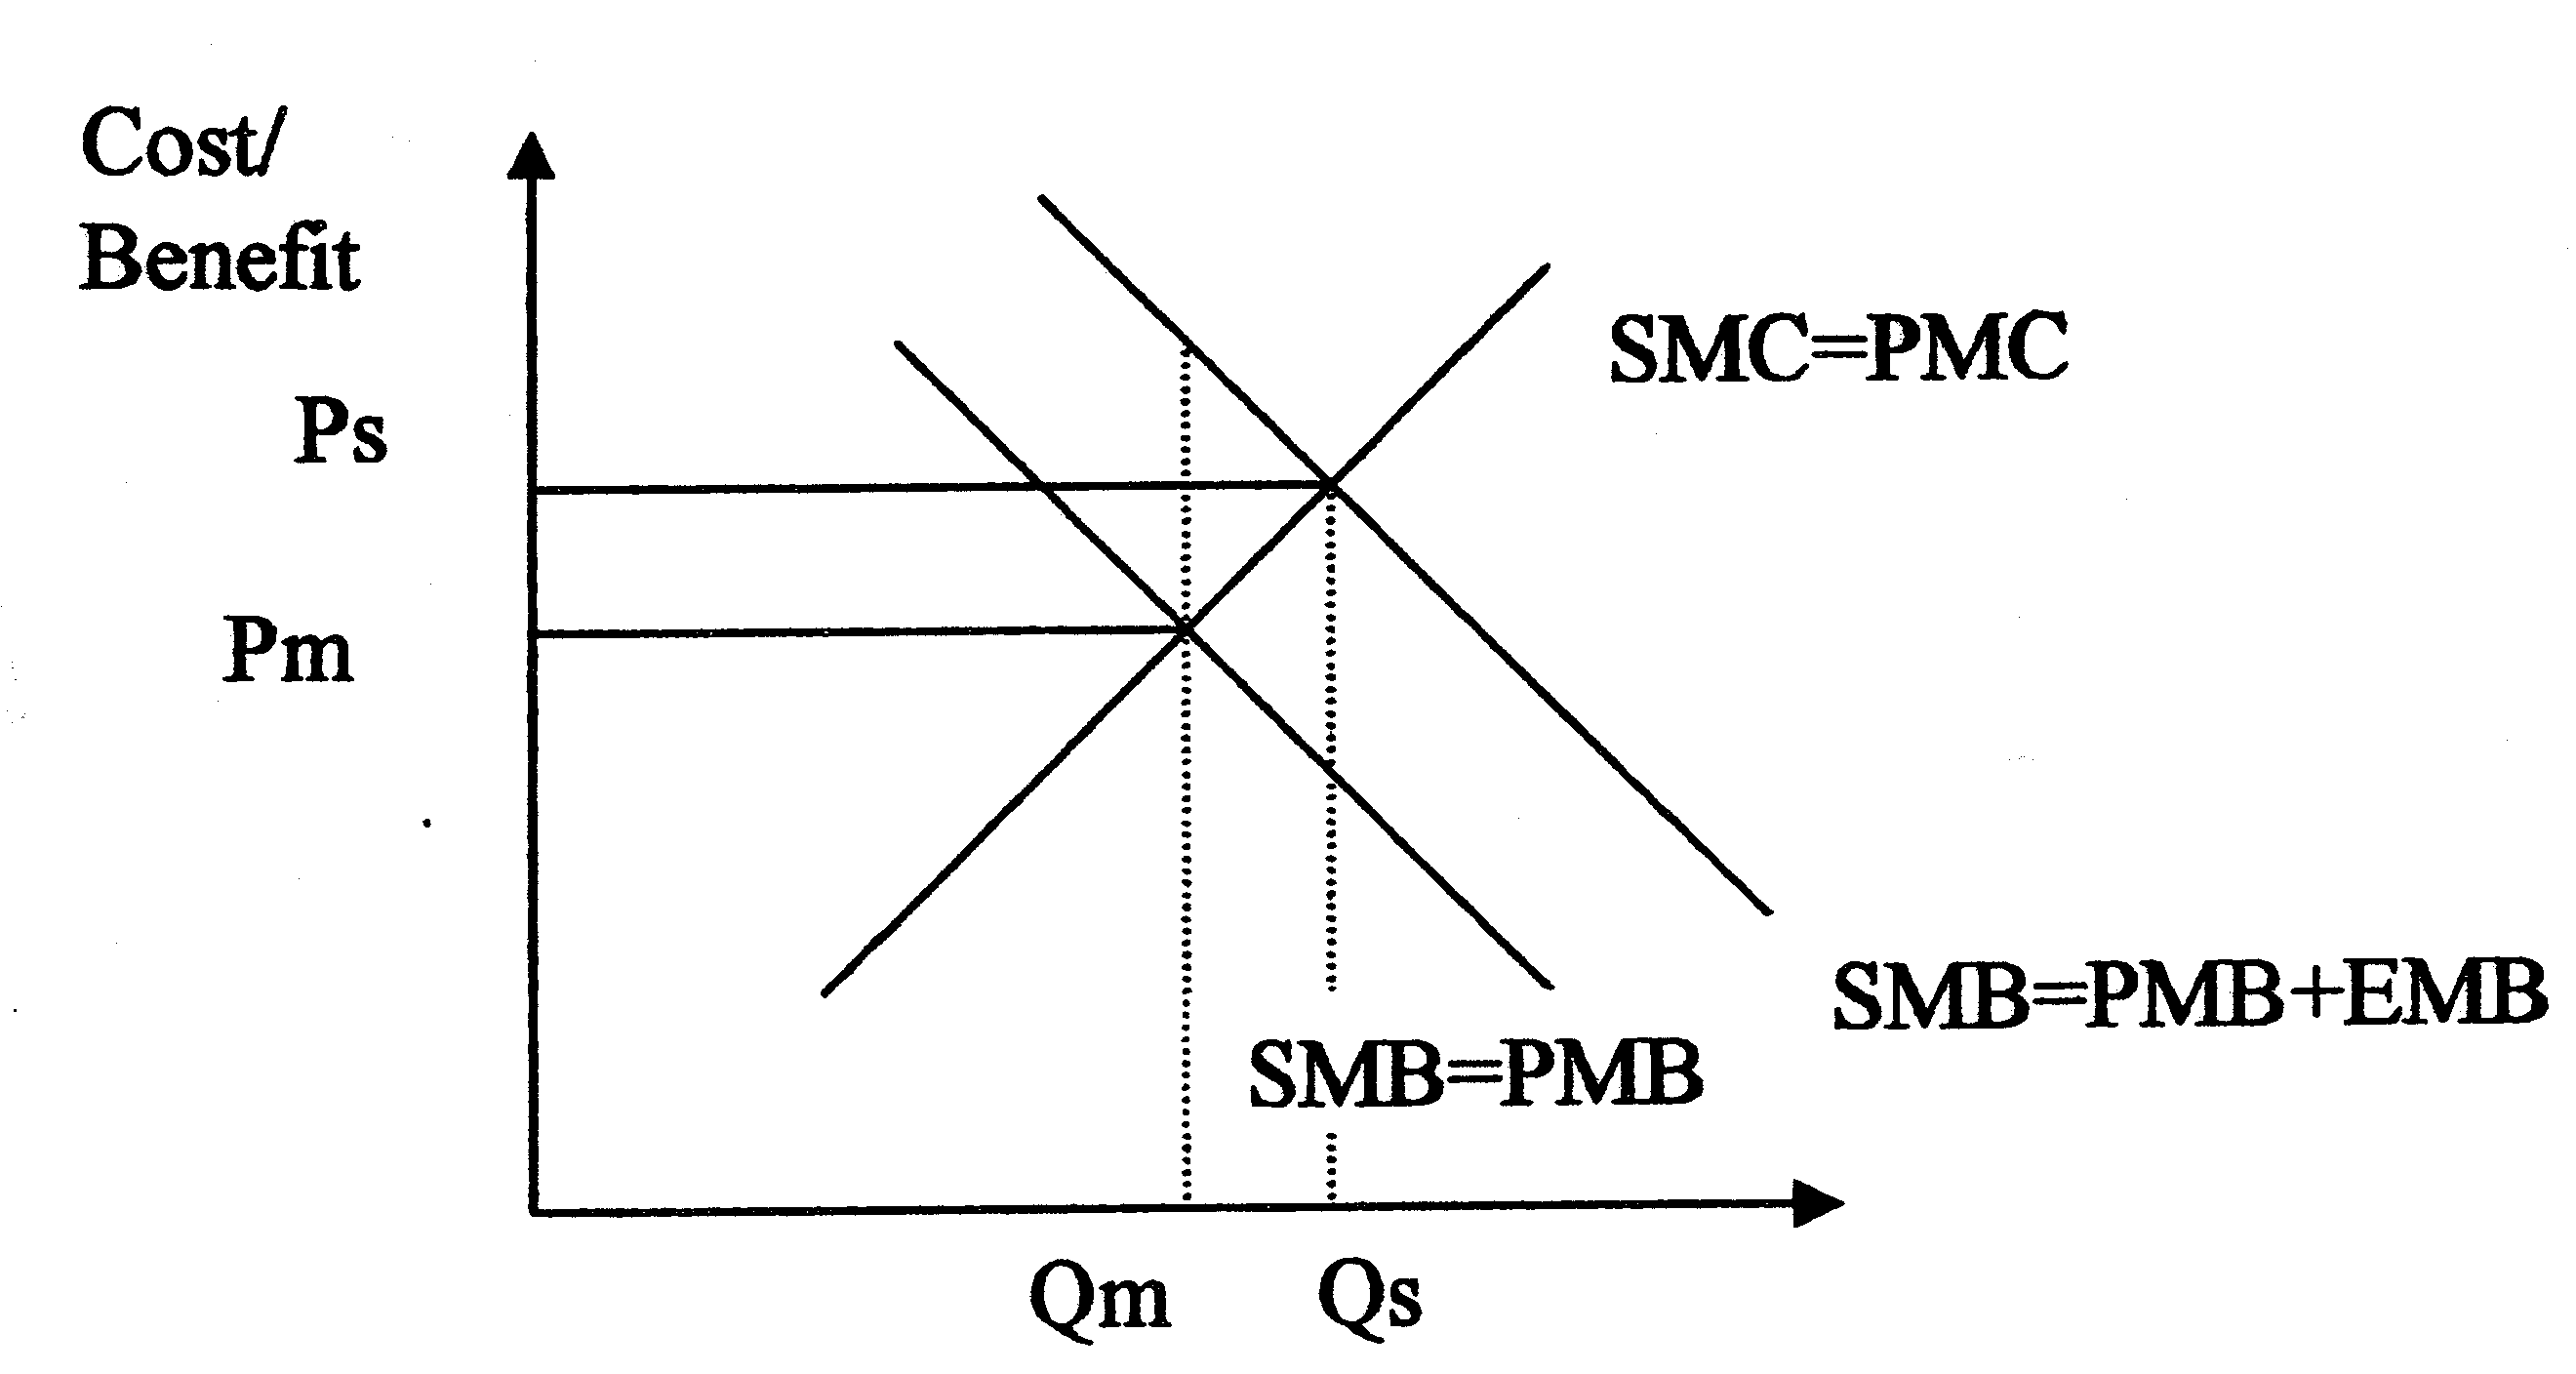 Cost/
Benefit
SMC=PMC
Ps
Pm
SMB=PMB+EMB
SMB=PMB
Qm Qs